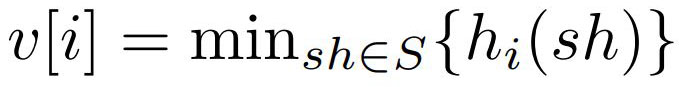 v[i] = min_{sh∈S}{h_i(sh)}